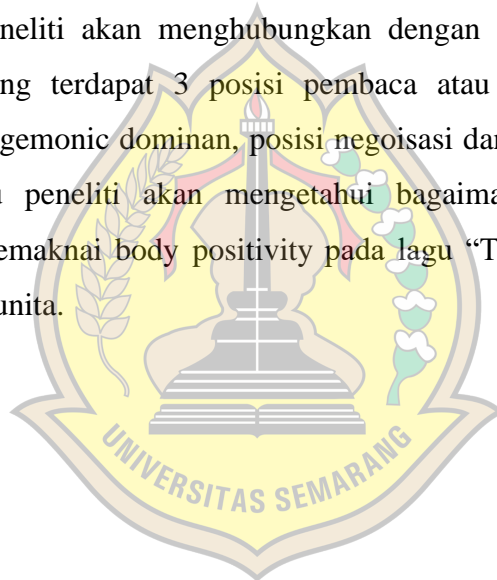 neliti akan menghubungkan dengan
ng terdapat 3 posisi pembaca atau
gemonic dominan, posisi negoisasi dan
u peneliti akan mengetahui bagaima
emaknai body positivity pada lagu “T
unita.
UNIVERSITAS SEMARANG